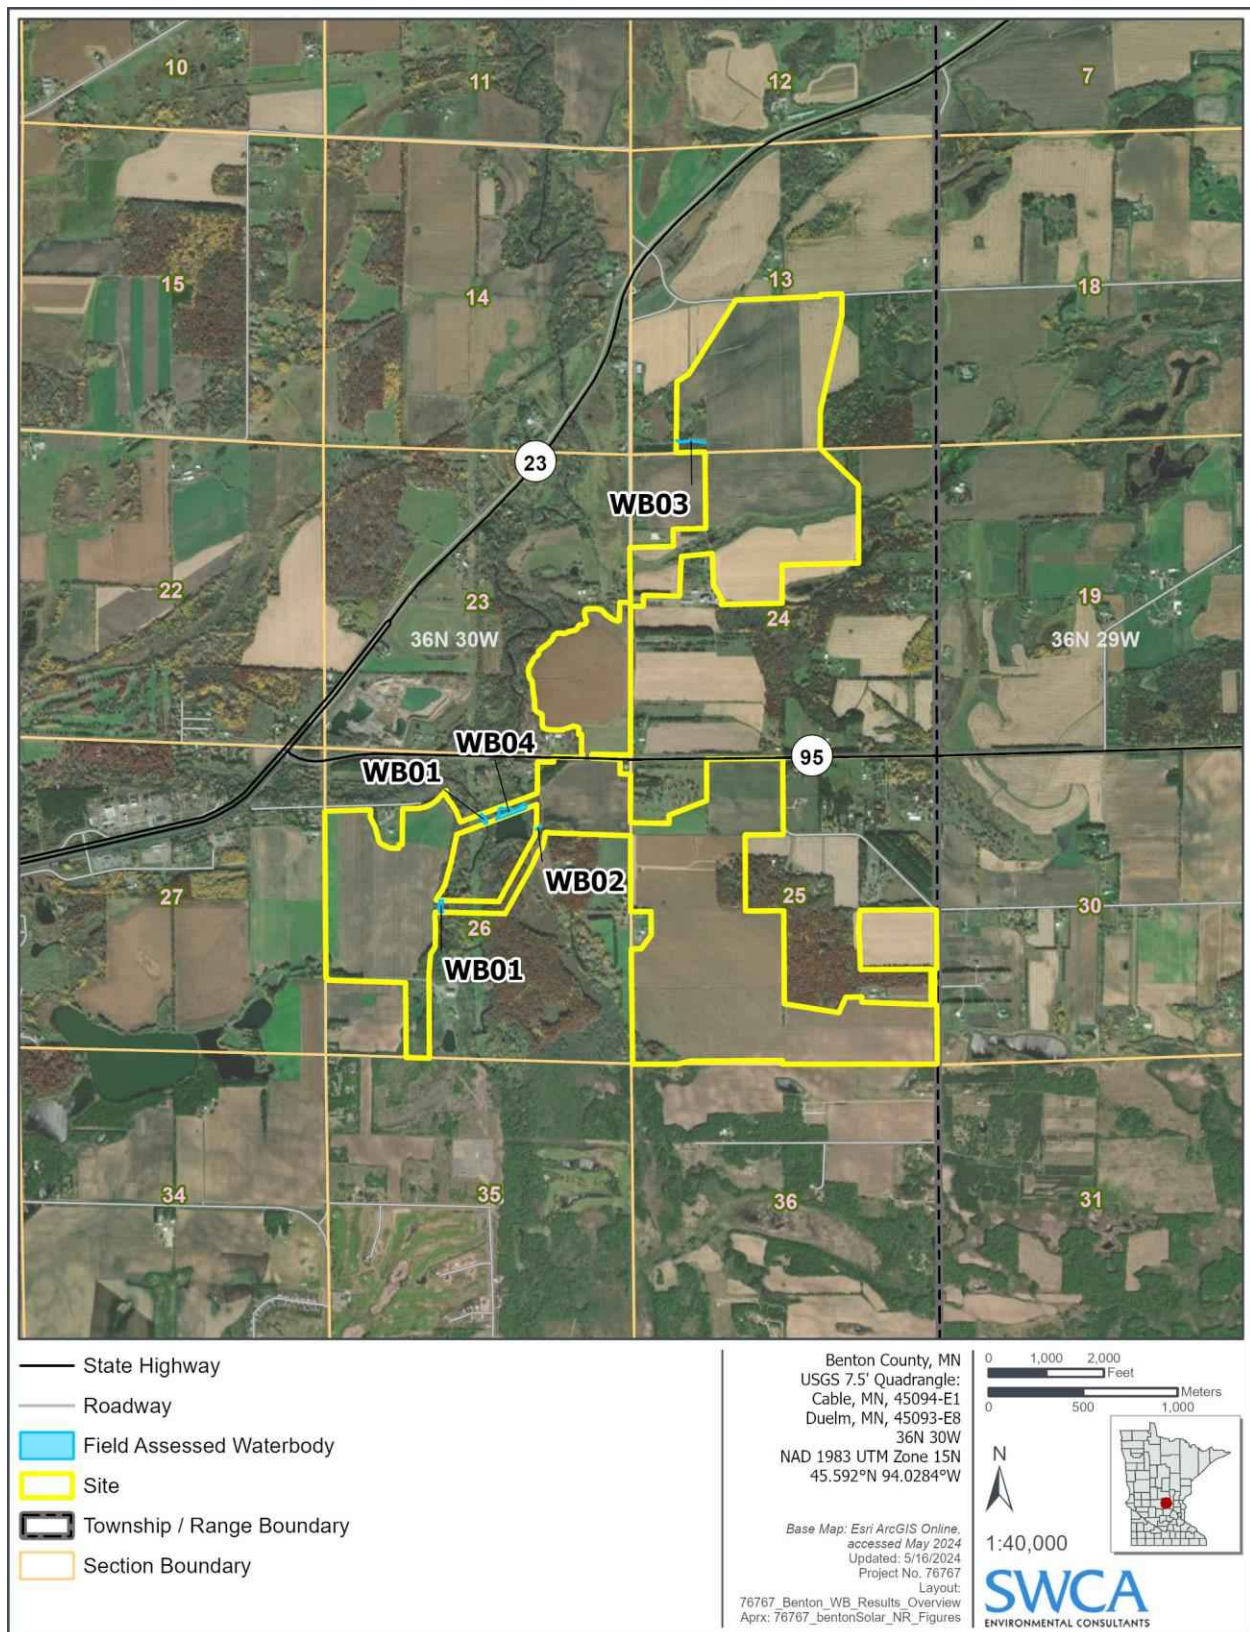 10
11
12
7
15
14
13
18
23
WB03
22
23
24
19
36N 30W
36N 29W
WB04
95
WB01
WB02
27
26
25
30
WB01
34
35
36
31
State Highway
Roadway
Field Assessed Waterbody
Site
Township / Range Boundary
Section Boundary
Benton County, MN
USGS 7.5' Quadrangle:
Cable, MN, 45094-E1
Duelm, MN, 45093-E8
36N 30W
NAD 1983 UTM Zone 15N
45.592°N 94.0284°W
Base Map: Esri ArcGIS Online,
accessed May 2024
Updated: 5/16/2024
Project No. 76767
Layout:
76767_Benton_WB_Results_Overview
Aprx: 76767_bentonSolar_NR_Figures
0 1,000 2,000
Feet
Meters
0 500 1,000
N
1:40,000
SWCA
ENVIRONMENTAL CONSULTANTS